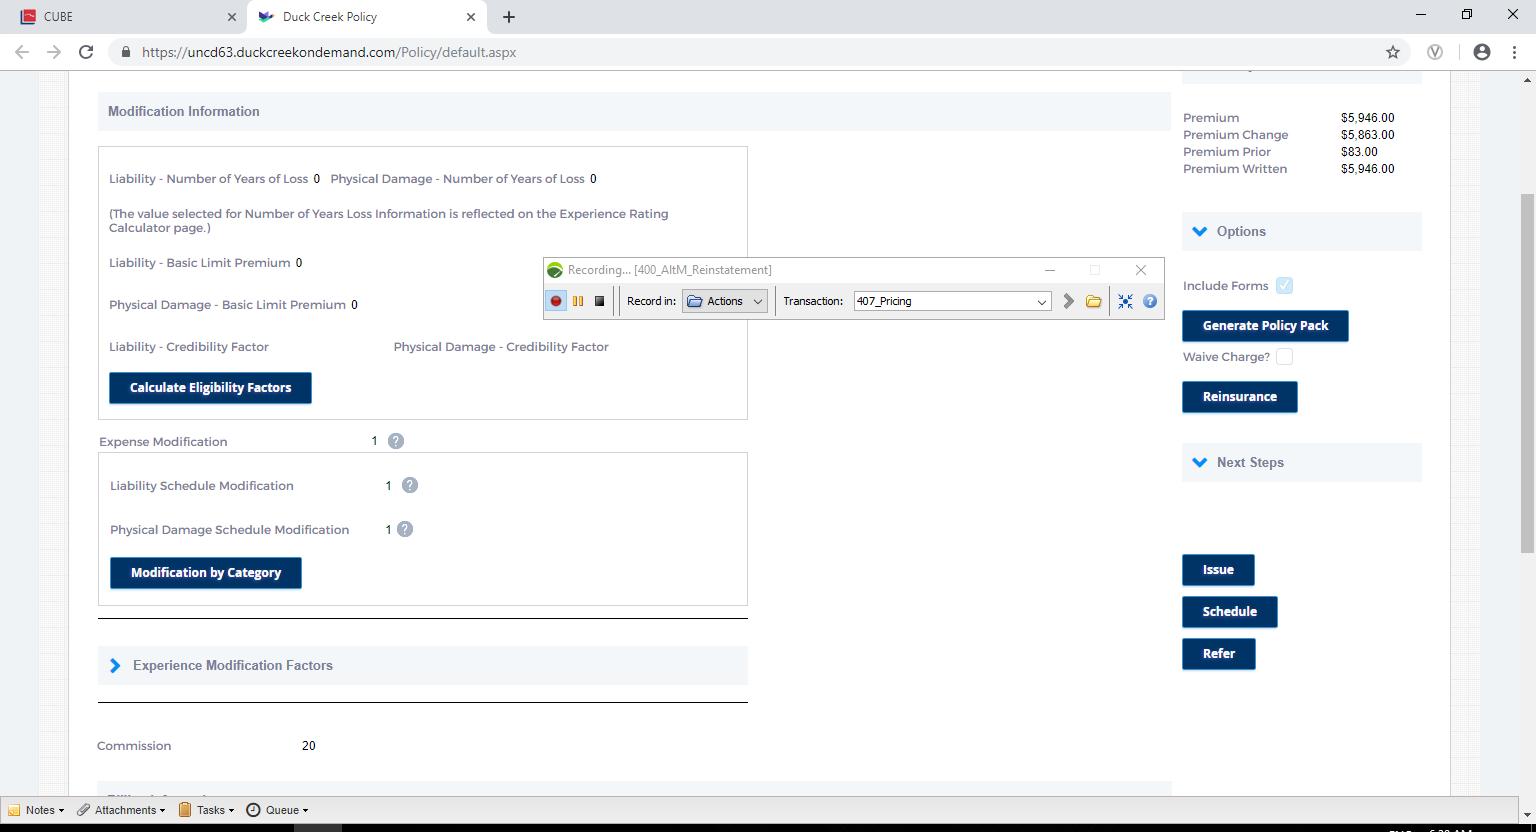 CUBE
Duck Creek Policy
https://uncd63.duckcreekondemand.com/Policy/default.aspx
Modification Information
Liability - Number of Years of Loss 0 Physical Damage - Number of Years of Loss 0
(The value selected for Number of Years Loss Information is reflected on the Experience Rating
Calculator page.)
Liability - Basic Limit Premium 0
Physical Damage - Basic Limit Premium 0
Liability - Credibility Factor Physical Damage - Credibility Factor
Calculate Eligibility Factors
Expense Modification 1 ?
Liability Schedule Modification 1 ?
Physical Damage Schedule Modification 1 ?
Modification by Category
Experience Modification Factors
Commission 20
Recording... [400_AltM_Reinstatement]
Record in: Actions Transaction: 407_Pricing ?
Premium $5,946.00
Premium Change $5,863.00
Premium Prior $83.00
Premium Written $5,946.00
Options
Include Forms
Generate Policy Pack
Waive Charge?
Reinsurance
Next Steps
Issue
Schedule
Refer
Notes Attachments Tasks Queue